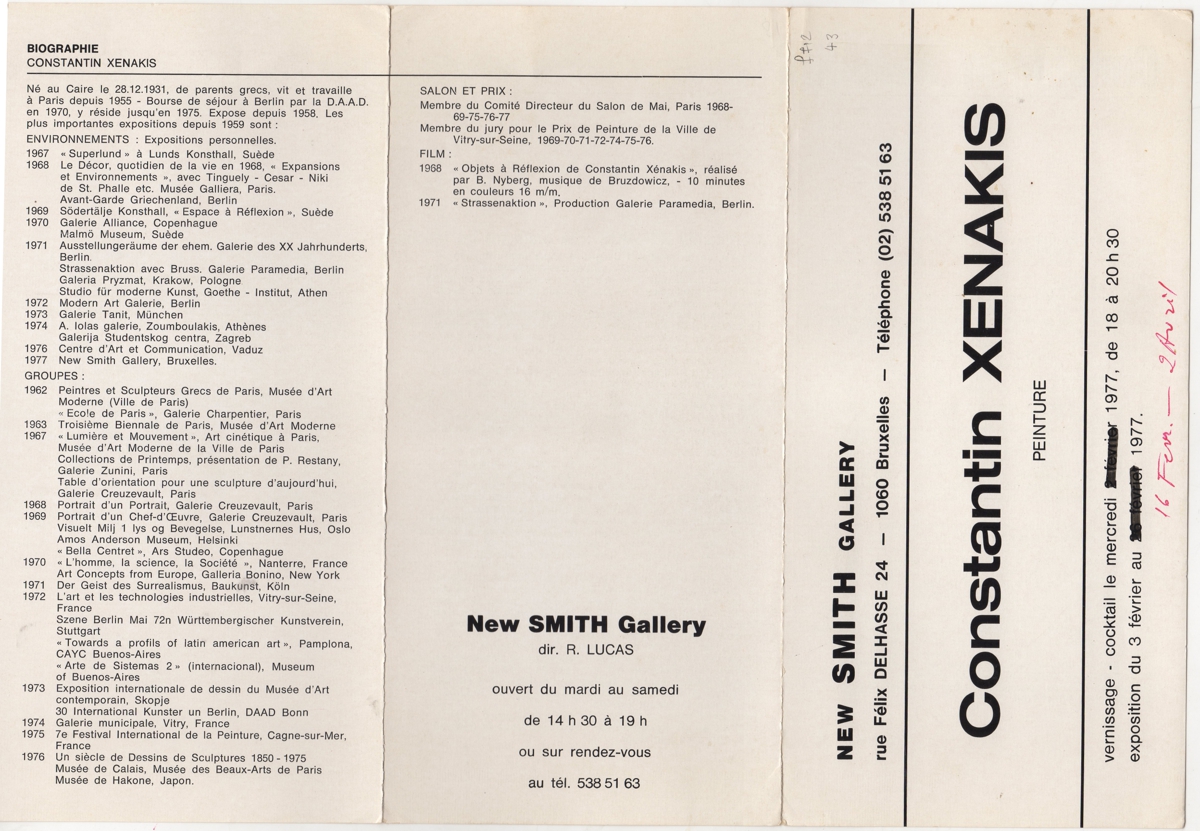 BIOGRAPHIE
CONSTANTIN XENAKIS
Né au Caire le 28.12.1931, de parents grecs, vit et travaille
à Paris depuis 1955 - Bourse de séjour à Berlin par la D.A.A.D.
en 1970, y réside jusqu'en 1975. Expose depuis 1958. Les
plus importantes expositions depuis 1959 sont :
ENVIRONNEMENTS : Expositions personnelles.
1967 « Superlund » à Lunds Konsthall, Suède
1968 Le Décor, quotidien de la vie en 1968, « Expansions
et Environnements », avec Tinguely - Cesar - Niki
de St. Phalle etc. Musée Galliera, Paris.
Avant-Garde Griechenland, Berlin
1969 Södertälje Konsthall, « Espace à Réflexion », Suède
1970 Galerie Alliance, Copenhague
Malmö Museum, Suède
1971 Ausstellungeräume der ehem. Galerie des XX Jahrhunderts,
Berlin.
Strassenaktion avec Bruss. Galerie Paramedia, Berlin
Galeria Pryzmat, Krakow, Pologne
Studio für moderne Kunst, Goethe - Institut, Athen
1972 Modern Art Galerie, Berlin
1973 Galerie Tanit, München
1974 A. Iolas galerie, Zoumboulakis, Athènes
Galerija Studentskog centra, Zagreb
1976 Centre d'Art et Communication, Vaduz
1977 New Smith Gallery, Bruxelles.
GROUPES :
1962 Peintres et Sculpteurs Grecs de Paris, Musée d'Art
Moderne (Ville de Paris)
« Ecole de Paris », Galerie Charpentier, Paris
1963 Troisième Biennale de Paris, Musée d'Art Moderne
1967 « Lumière et Mouvement », Art cinétique à Paris,
Musée d'Art Moderne de la Ville de Paris
Collections de Printemps, présentation de P. Restany,
Galerie Zunini, Paris
Table d'orientation pour une sculpture d'aujourd'hui,
Galerie Creuzevault, Paris
1968 Portrait d'un Portrait, Galerie Creuzevault, Paris
1969 Portrait d'un Chef-d'Œuvre, Galerie Creuzevault, Paris
Visuelt Milj 1 lys og Bevegelse, Lunstnernes Hus, Oslo
Amos Anderson Museum, Helsinki
« Bella Centret », Ars Studeo, Copenhague
1970 « L'homme, la science, la Société », Nanterre, France
Art Concepts from Europe, Galleria Bonino, New York
1971 Der Geist des Surrealismus, Baukunst, Köln
1972 L'art et les technologies industrielles, Vitry-sur-Seine,
France
Szene Berlin Mai 72n Württembergischer Kunstverein,
Stuttgart
« Towards a profils of latin american art », Pamplona,
CAYC Buenos-Aires
« Arte de Sistemas 2 » (internacional), Museum
of Buenos-Aires
1973 Exposition internationale de dessin du Musée d'Art
contemporain, Skopje
30 International Kunster un Berlin, DAAD Bonn
1974 Galerie municipale, Vitry, France
1975 7e Festival International de la Peinture, Cagne-sur-Mer,
France
1976 Un siècle de Dessins de Sculptures 1850 - 1975
Musée de Calais, Musée des Beaux-Arts de Paris
Musée de Hakone, Japon.
SALON ET PRIX :
Membre du Comité Directeur du Salon de Mai, Paris 1968-
69-75-76-77
Membre du jury pour le Prix de Peinture de la Ville de
Vitry-sur-Seine, 1969-70-71-72-74-75-76.
FILM :
1968 « Objets à Réflexion de Constantin Xénakis », réalisé
par B. Nyberg, musique de Bruzdowicz, - 10 minutes
en couleurs 16 m/m,
1971 « Strassenaktion », Production Galerie Paramedia, Berlin.
New SMITH Gallery
dir. R. LUCAS
ouvert du mardi au samedi
de 14 h 30 à 19 h
ou sur rendez-vous
au tél. 538 51 63
43
NEW SMITH GALLERY
rue Félix DELHASSE 24 — 1060 Bruxelles — Téléphone (02) 538 51 63
Constantin XENAKIS
PEINTURE
vernissage - cocktail le mercredi 2 février 1977, de 18 à 20 h 30
exposition du 3 février au 26 février 1977.
16 Fevr. — 2 Avril